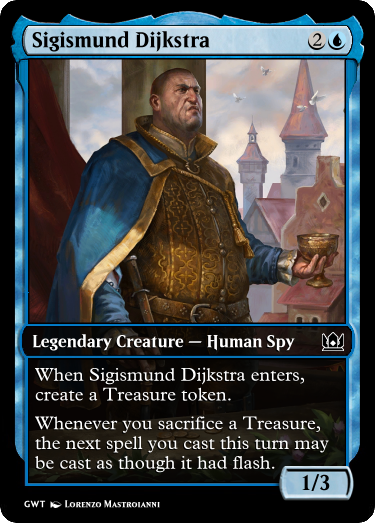 Sigismund Dijkstra 2
Legendary Creature — Human Spy
When Sigismund Dijkstra enters,
create a Treasure token.
Whenever you sacrifice a Treasure,
the next spell you cast this turn may
be cast as though it had flash.
1/3
GWT Lorenzo Mastroianni